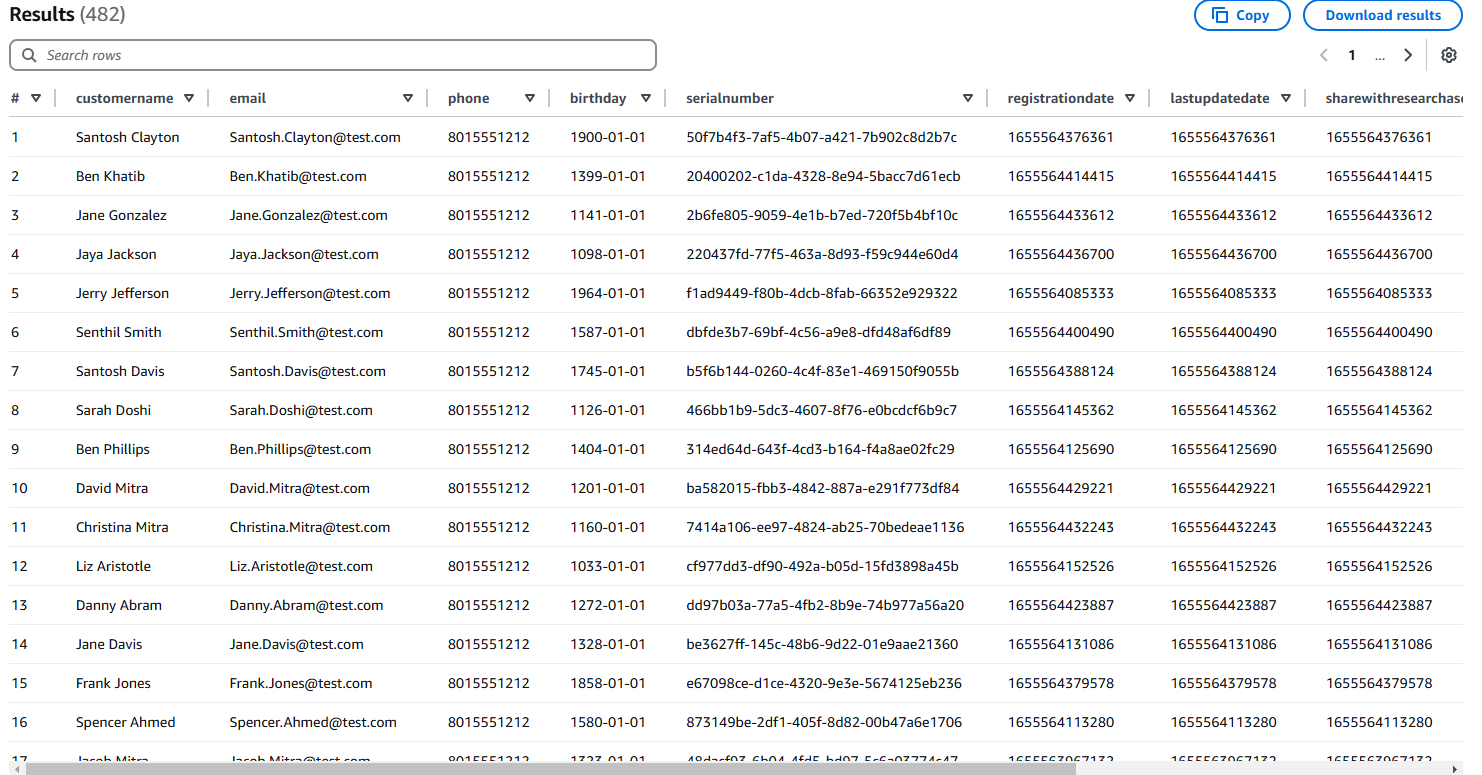 Results (482) Copy Download results
Search rows 1 ...
# customername email phone birthday serialnumber registrationdate lastupdatedate sharewithresearchas
1 Santosh Clayton Santosh.Clayton@test.com 8015551212 1900-01-01 50f7b4f3-7af5-4b07-a421-7b902c8d2b7c 1655564376361 1655564376361 1655564376361
2 Ben Khatib Ben.Khatib@test.com 8015551212 1399-01-01 20400202-c1da-4328-8e94-5bacc7d61ecb 1655564414415 1655564414415 1655564414415
3 Jane Gonzalez Jane.Gonzalez@test.com 8015551212 1141-01-01 2b6fe805-9059-4e1b-b7ed-720f5b4bf10c 1655564433612 1655564433612 1655564433612
4 Jaya Jackson Jaya.Jackson@test.com 8015551212 1098-01-01 220437fd-77f5-463a-8d93-f59c944e60d4 1655564436700 1655564436700 1655564436700
5 Jerry Jefferson Jerry.Jefferson@test.com 8015551212 1964-01-01 f1ad9449-f80b-4dcb-8fab-66352e929322 1655564085333 1655564085333 1655564085333
6 Senthil Smith Senthil.Smith@test.com 8015551212 1587-01-01 dbfde3b7-69bf-4c56-a9e8-dfd48af6df89 1655564400490 1655564400490 1655564400490
7 Santosh Davis Santosh.Davis@test.com 8015551212 1745-01-01 b5f6b144-0260-4c4f-83e1-469150f9055b 1655564388124 1655564388124 1655564388124
8 Sarah Doshi Sarah.Doshi@test.com 8015551212 1126-01-01 466bb1b9-5dc3-4607-8f76-e0bcdcf6b9c7 1655564145362 1655564145362 1655564145362
9 Ben Phillips Ben.Phillips@test.com 8015551212 1404-01-01 314ed64d-643f-4cd3-b164-f4a8ae02fc29 1655564125690 1655564125690 1655564125690
10 David Mitra David.Mitra@test.com 8015551212 1201-01-01 ba582015-fbb3-4842-887a-e291f773df84 1655564429221 1655564429221 1655564429221
11 Christina Mitra Christina.Mitra@test.com 8015551212 1160-01-01 7414a106-ee97-4824-ab25-70bedeae1136 1655564432243 1655564432243 1655564432243
12 Liz Aristotle Liz.Aristotle@test.com 8015551212 1033-01-01 cf977dd3-df90-492a-b05d-15fd3898a45b 1655564152526 1655564152526 1655564152526
13 Danny Abram Danny.Abram@test.com 8015551212 1272-01-01 dd97b03a-77a5-4fb2-8b9e-74b977a56a20 1655564423887 1655564423887 1655564423887
14 Jane Davis Jane.Davis@test.com 8015551212 1328-01-01 be3627ff-145c-48b6-9d22-01e9aae21360 1655564131086 1655564131086 1655564131086
15 Frank Jones Frank.Jones@test.com 8015551212 1858-01-01 e67098ce-d1ce-4320-9e3e-5674125eb236 1655564379578 1655564379578 1655564379578
16 Spencer Ahmed Spencer.Ahmed@test.com 8015551212 1580-01-01 873149be-2df1-405f-8d82-00b47a6e1706 1655564113280 1655564113280 1655564113280
17 Jacob Mitra Jacob.Mitra@test.com 8015551212